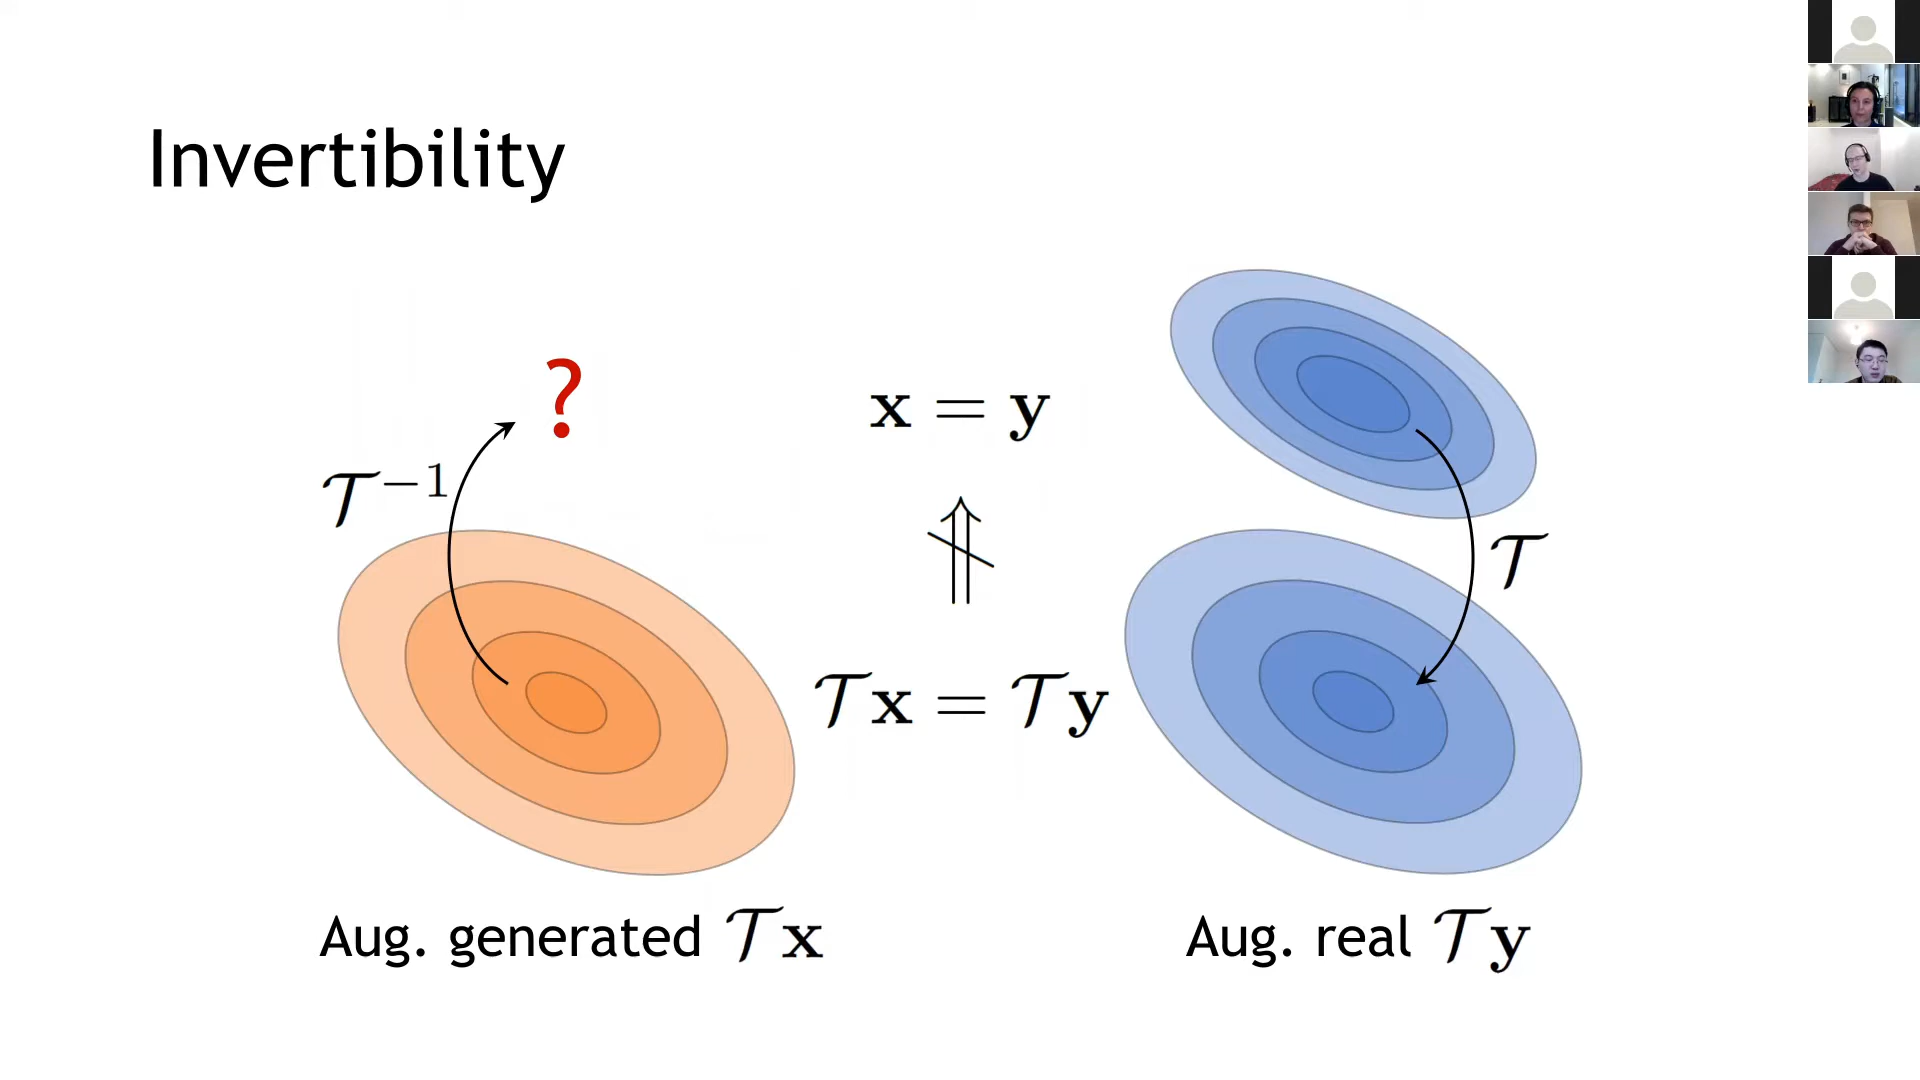 Invertibility
?
𝒯⁻¹
x = y
⇏
𝒯
𝒯x = 𝒯y
Aug. generated 𝒯x
Aug. real 𝒯y